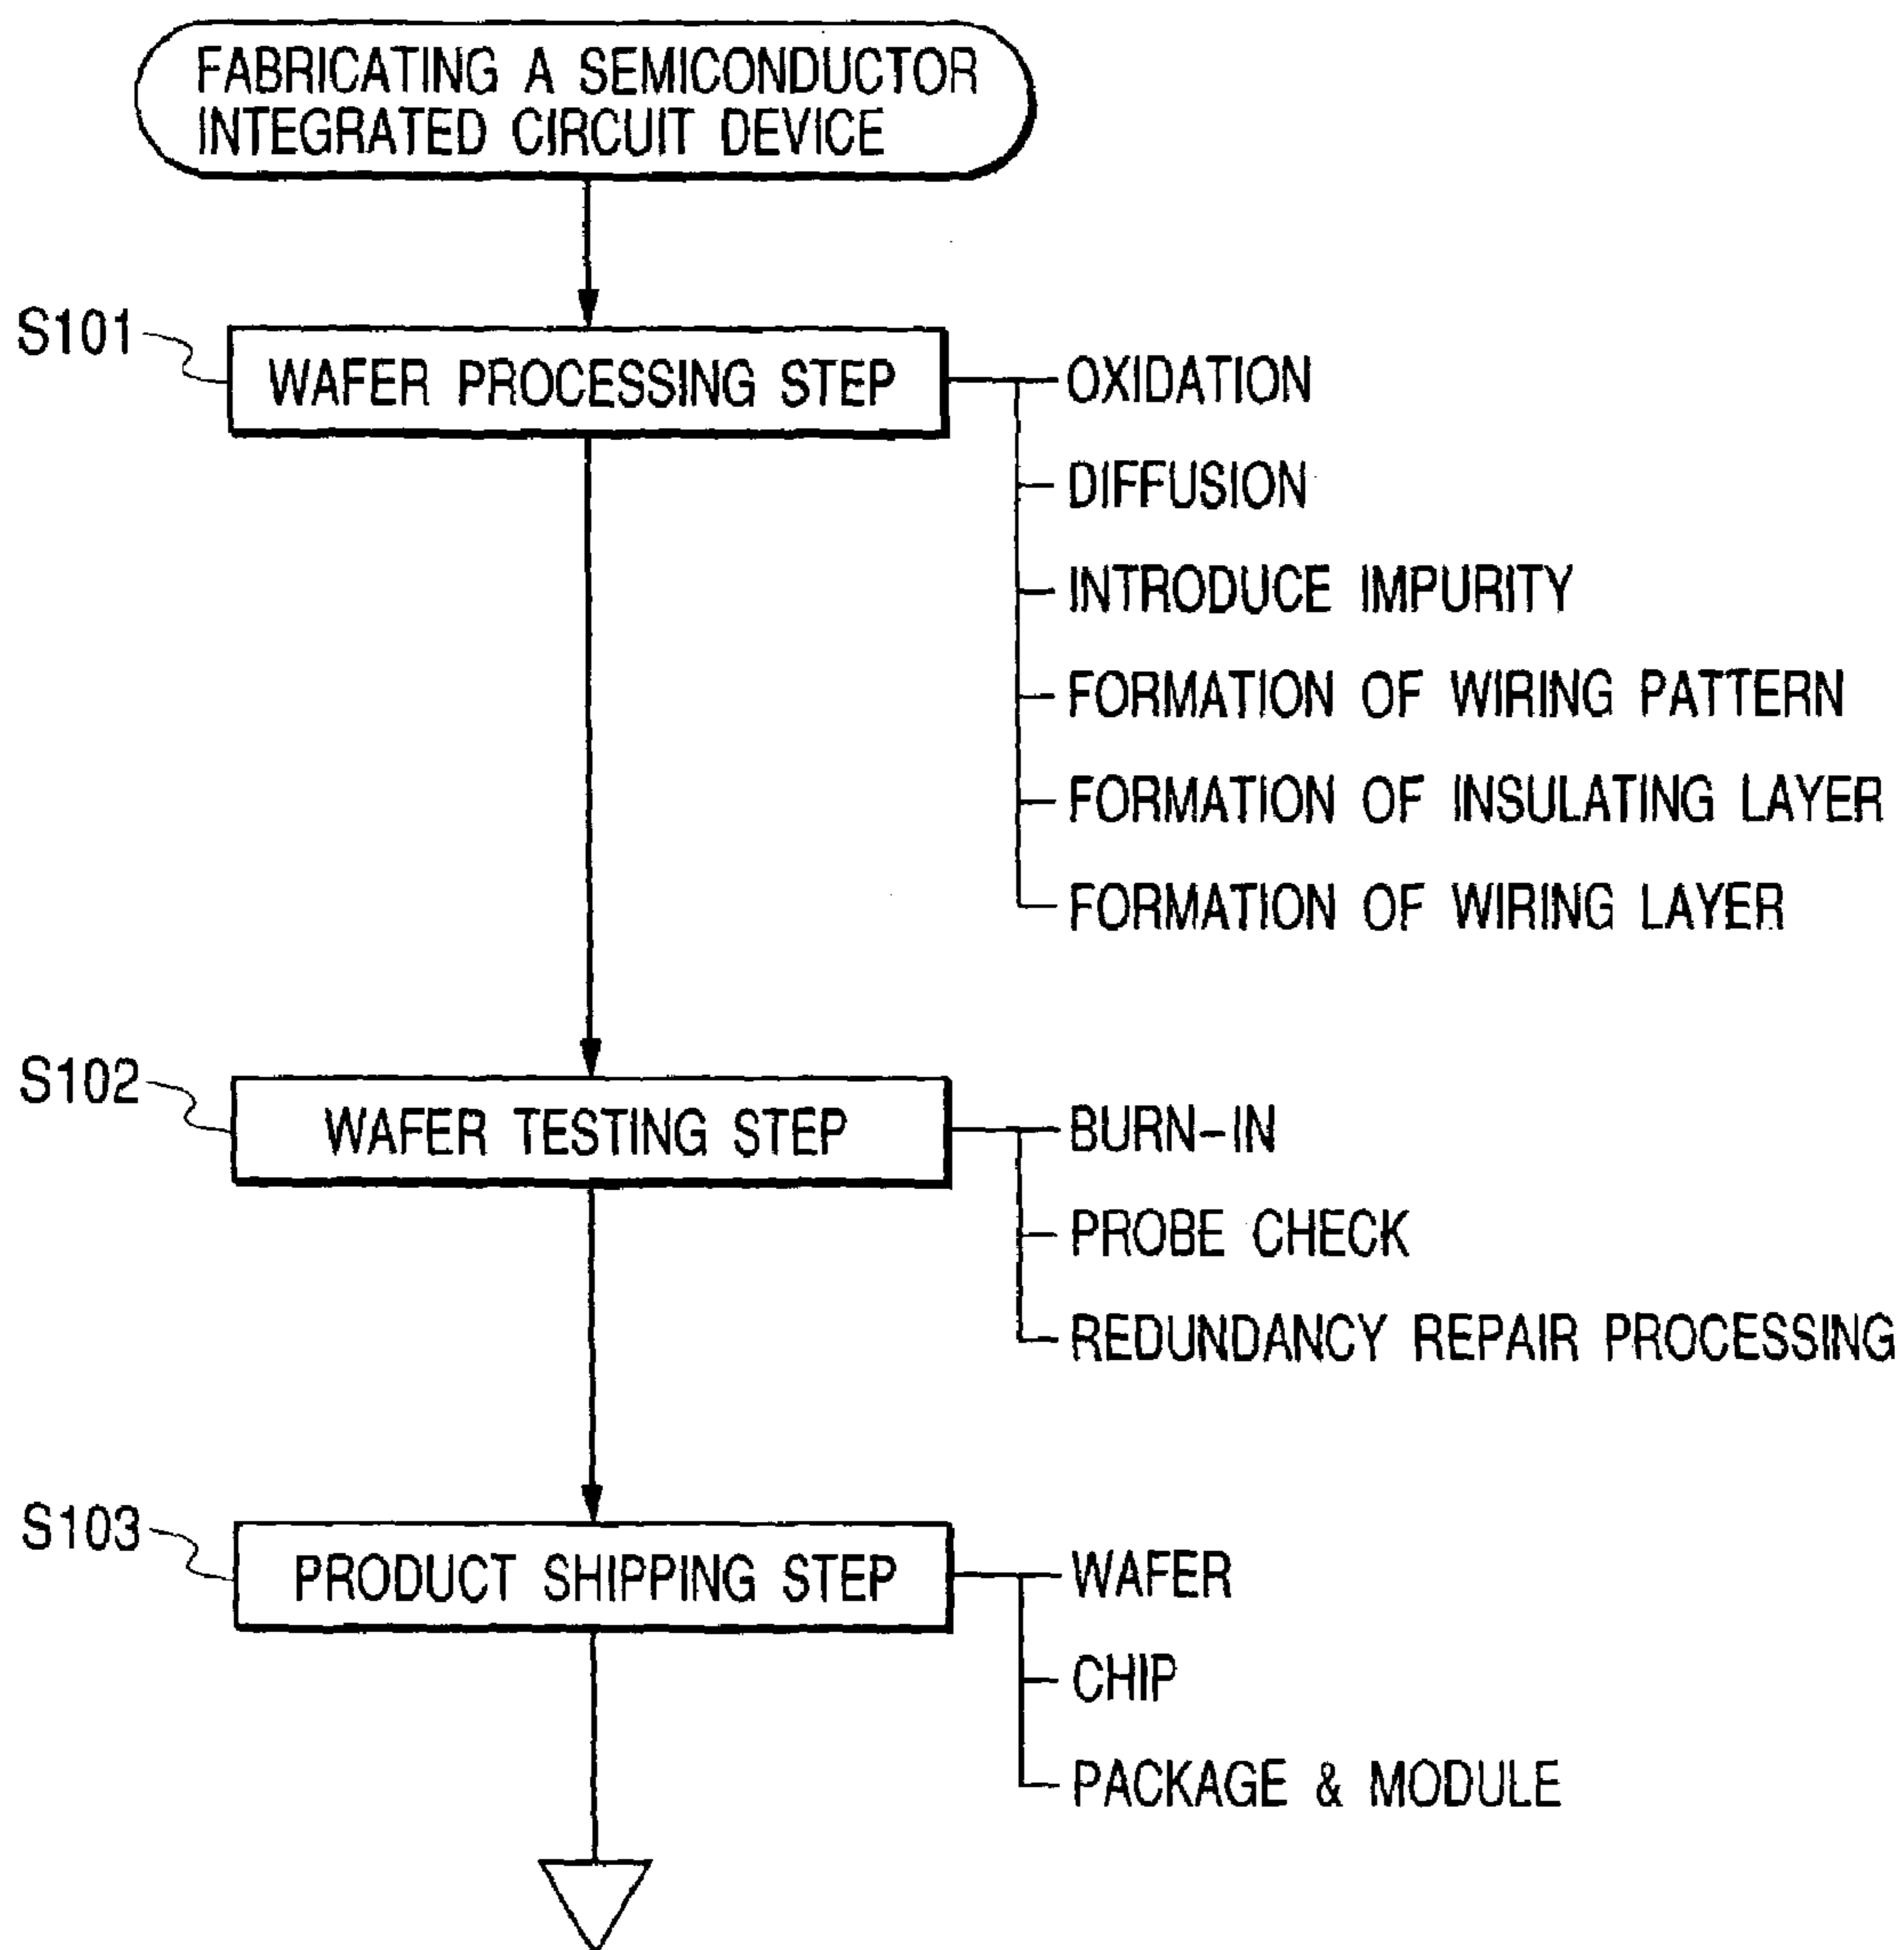 FABRICATING A SEMICONDUCTOR
INTEGRATED CIRCUIT DEVICE
S101
WAFER PROCESSING STEP
OXIDATION
DIFFUSION
INTRODUCE IMPURITY
FORMATION OF WIRING PATTERN
FORMATION OF INSULATING LAYER
FORMATION OF WIRING LAYER
S102
WAFER TESTING STEP
BURN-IN
PROBE CHECK
REDUNDANCY REPAIR PROCESSING
S103
PRODUCT SHIPPING STEP
WAFER
CHIP
PACKAGE & MODULE